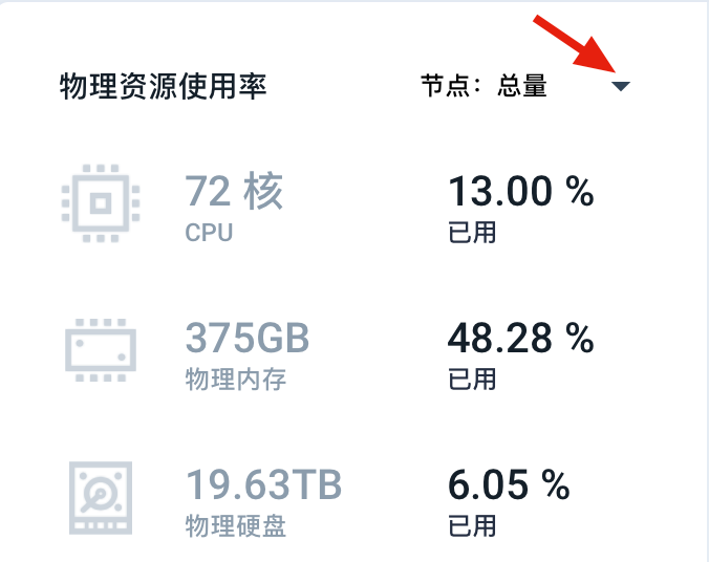 物理资源使用率 节点：总量
72 核 13.00 %
CPU 已用
375GB 48.28 %
物理内存 已用
19.63TB 6.05 %
物理硬盘 已用